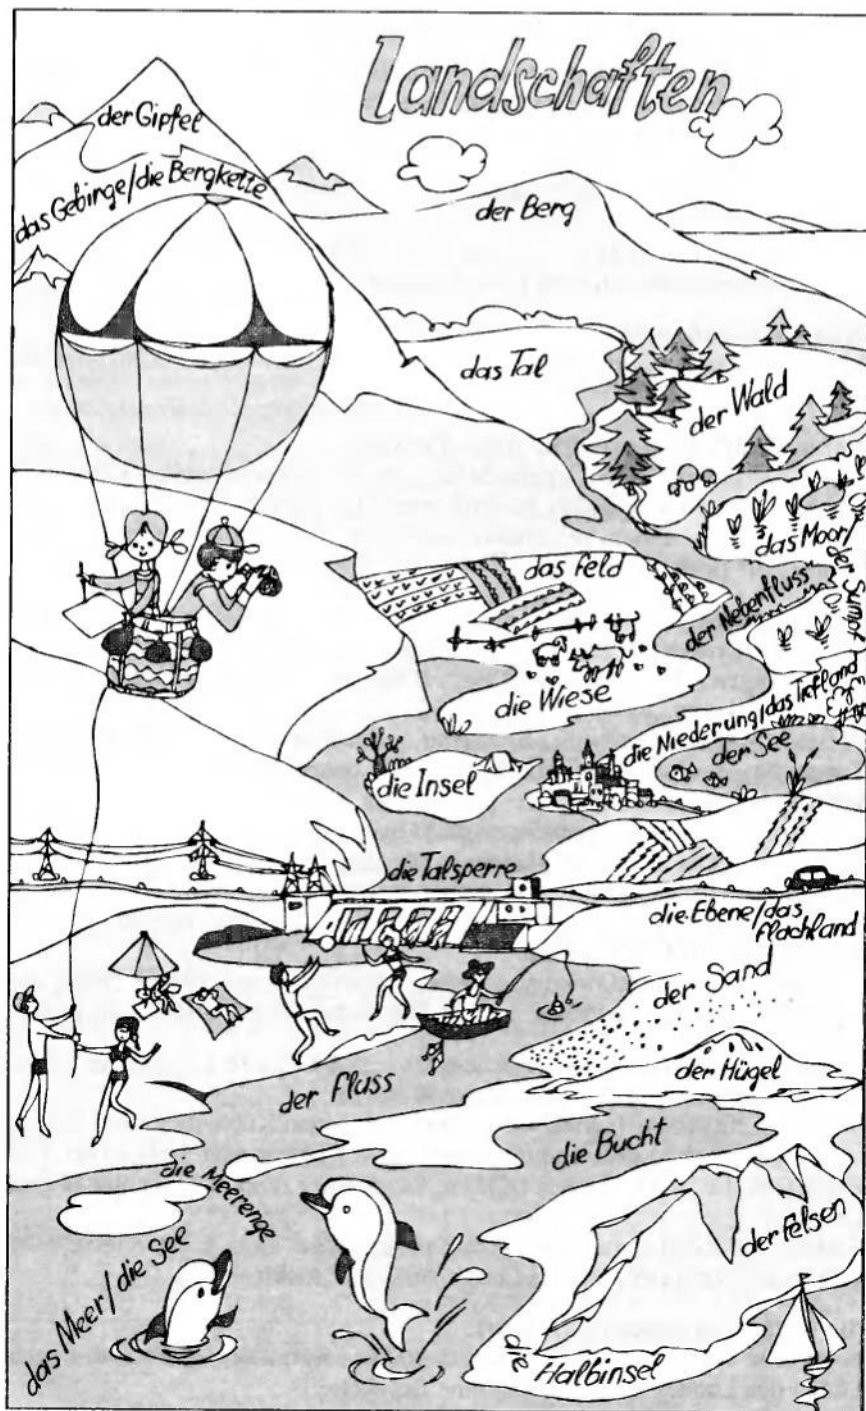 Landschaften
der Gipfel
das Gebirge/die Bergkette
der Berg
das Tal
der Wald
das Moor/
der Sumpf
das Feld
der Nebenfluss
die Wiese
die Niederung/das Tiefland
der See
die Insel
die Talsperre
die Ebene/das
Flachland
der Sand
der Hügel
der Fluss
die Bucht
die Meerenge
der Felsen
das Meer/die See
die
Halbinsel